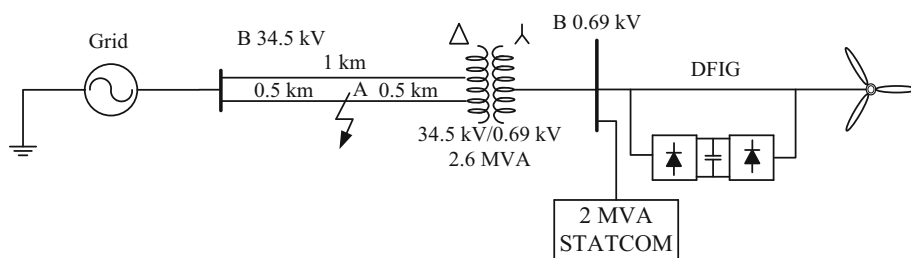 Grid
B 34.5 kV
1 km
0.5 km
A
0.5 km
34.5 kV/0.69 kV
2.6 MVA
B 0.69 kV
DFIG
2 MVA
STATCOM